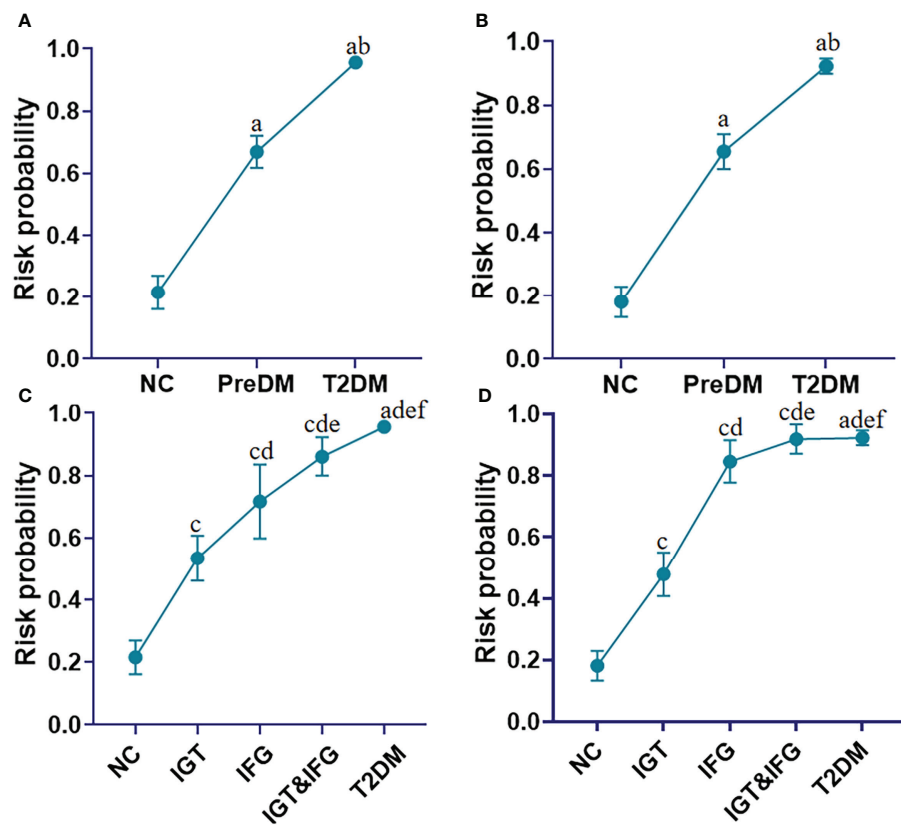 A
Risk probability
1.0
0.8
0.6
0.4
0.2
0.0
a
ab
NC
PreDM
T2DM
B
Risk probability
1.0
0.8
0.6
0.4
0.2
0.0
a
ab
NC
PreDM
T2DM
C
Risk probability
1.0
0.8
0.6
0.4
0.2
0.0
c
cd
cde
adef
NC
IGT
IFG
IGT&IFG
T2DM
D
Risk probability
1.0
0.8
0.6
0.4
0.2
0.0
c
cd
cde
adef
NC
IGT
IFG
IGT&IFG
T2DM